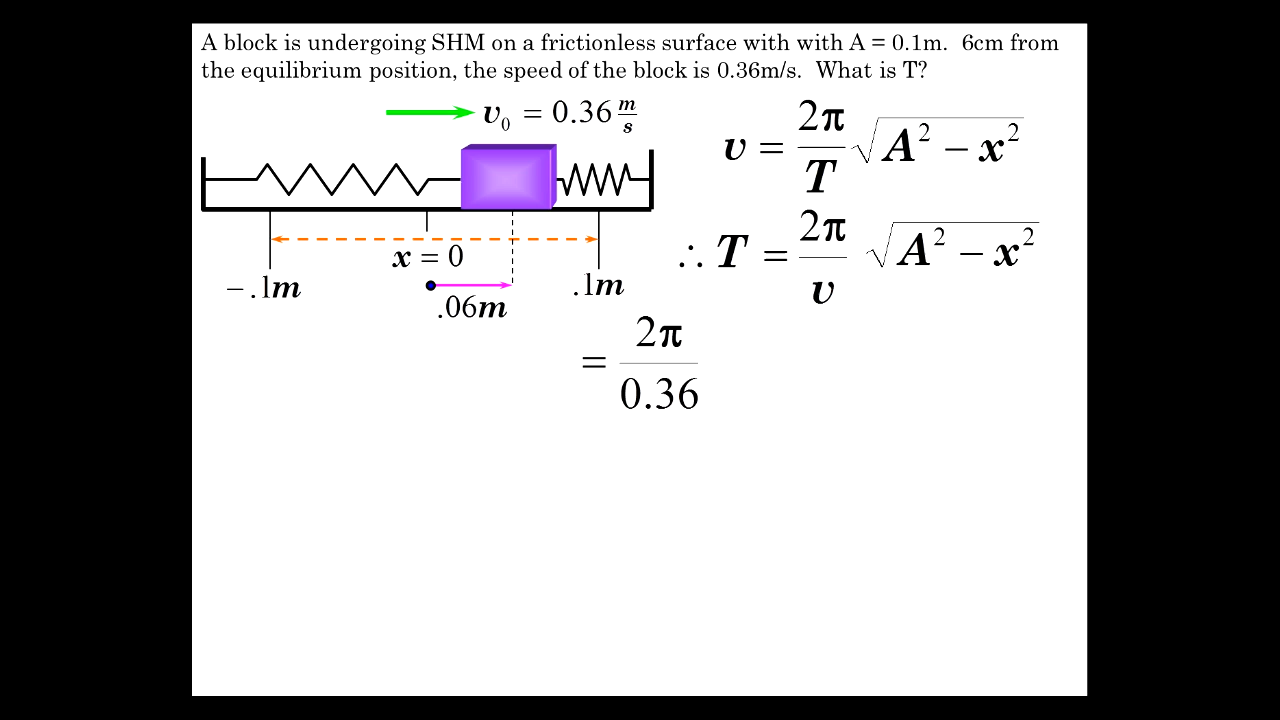 A block is undergoing SHM on a frictionless surface with with A = 0.1m.  6cm from
the equilibrium position, the speed of the block is 0.36m/s.  What is T?
v₀ = 0.36 m/s
v = 2π/T √(A² − x²)
∴ T = 2π/v √(A² − x²)
x = 0
− .1m
.1m
.06m
= 2π/0.36